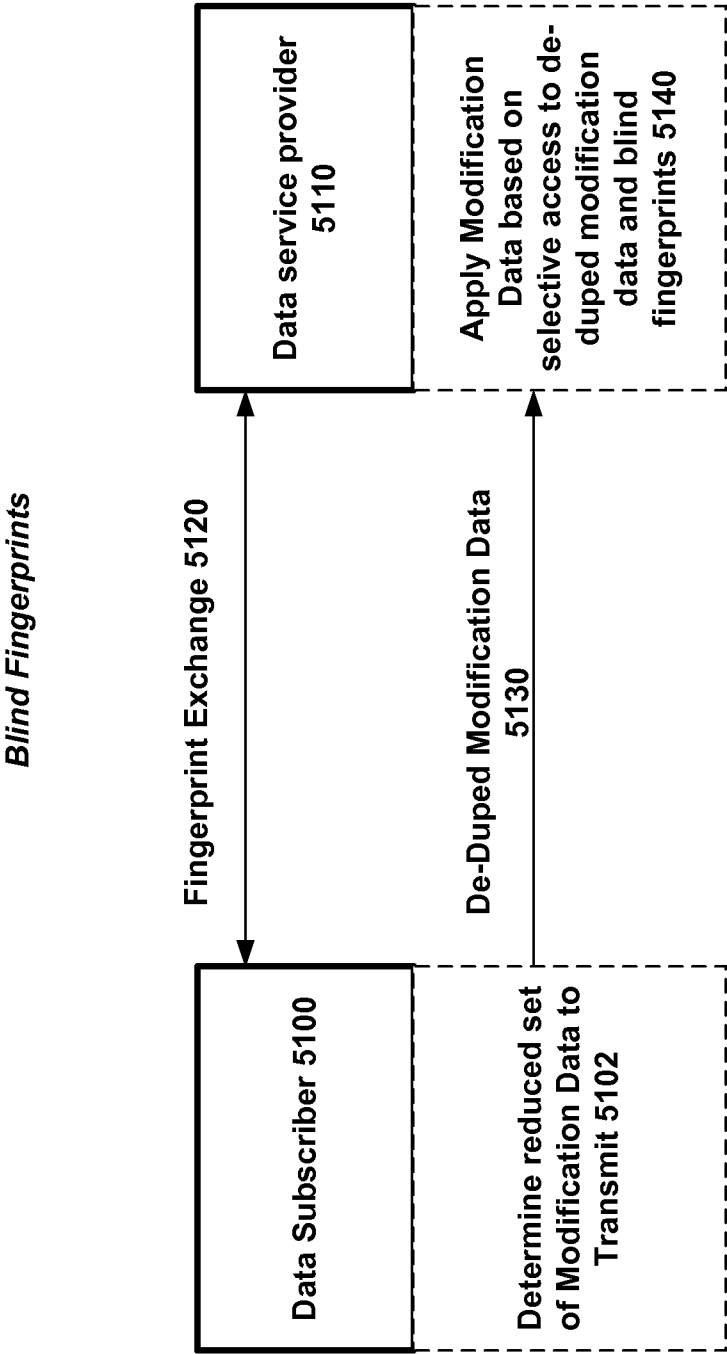 Blind Fingerprints
Data Subscriber 5100
Fingerprint Exchange 5120
Data service provider
5110
Determine reduced set
of Modification Data to
Transmit 5102
De-Duped Modification Data
5130
Apply Modification
Data based on
selective access to de-
duped modification
data and blind
fingerprints 5140